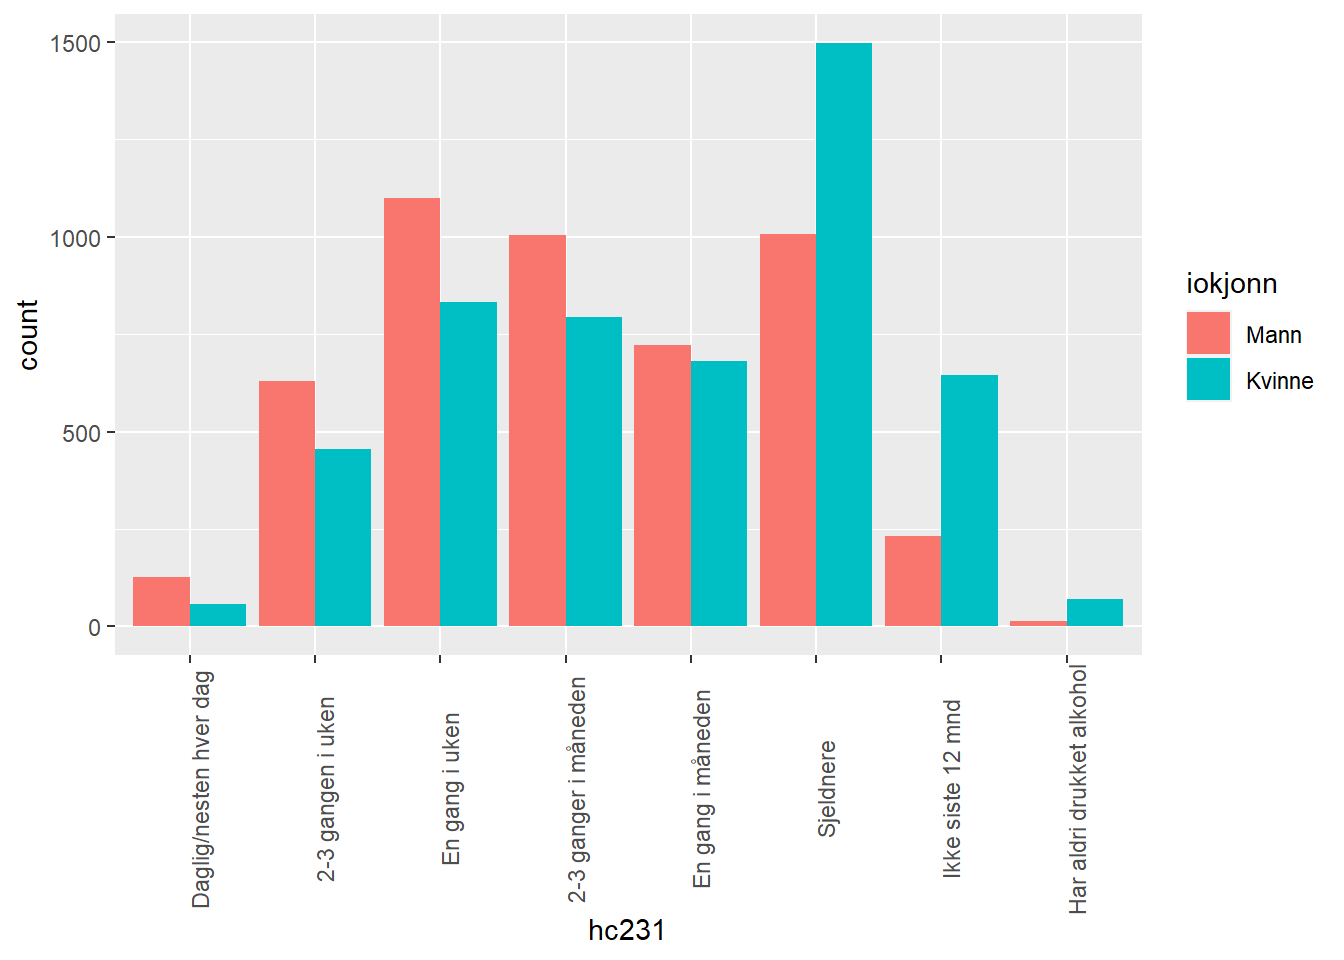 1500
1000
500
0
count
Daglig/nesten hver dag
2-3 gangen i uken
En gang i uken
2-3 ganger i måneden
En gang i måneden
Sjeldnere
Ikke siste 12 mnd
Har aldri drukket alkohol
hc231
iokjonn
Mann
Kvinne